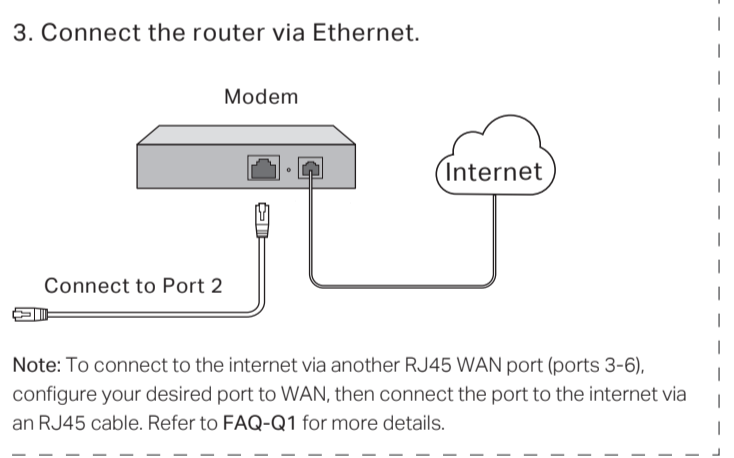 3. Connect the router via Ethernet.
Modem
Internet
Connect to Port 2
Note: To connect to the internet via another RJ45 WAN port (ports 3-6),
configure your desired port to WAN, then connect the port to the internet via
an RJ45 cable. Refer to FAQ-Q1 for more details.